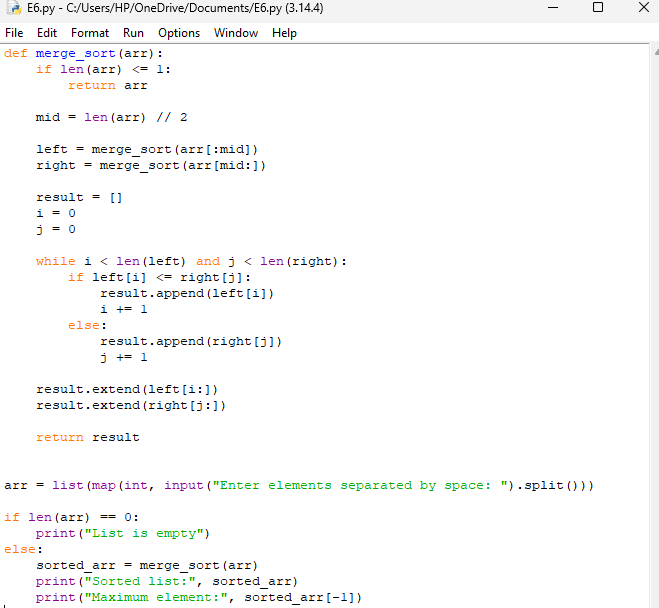 E6.py - C:/Users/HP/OneDrive/Documents/E6.py (3.14.4)
File Edit Format Run Options Window Help
def merge_sort(arr):
    if len(arr) <= 1:
        return arr

    mid = len(arr) // 2

    left = merge_sort(arr[:mid])
    right = merge_sort(arr[mid:])

    result = []
    i = 0
    j = 0

    while i < len(left) and j < len(right):
        if left[i] <= right[j]:
            result.append(left[i])
            i += 1
        else:
            result.append(right[j])
            j += 1

    result.extend(left[i:])
    result.extend(right[j:])

    return result


arr = list(map(int, input("Enter elements separated by space: ").split()))

if len(arr) == 0:
    print("List is empty")
else:
    sorted_arr = merge_sort(arr)
    print("Sorted list:", sorted_arr)
    print("Maximum element:", sorted_arr[-1])